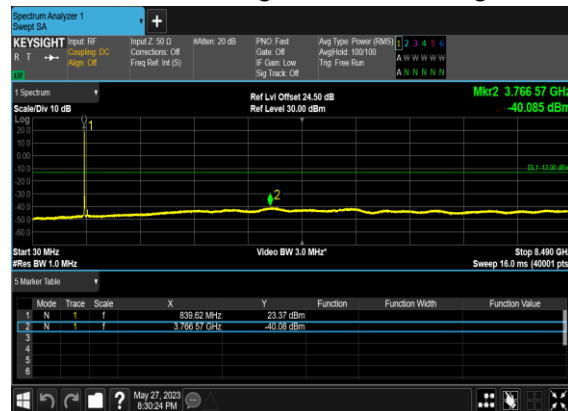 Spectrum Analyzer 1
Swept SA
+
KEYSIGHT
R T
LW
Input: RF
Coupling: DC
Align: Off
Input Z: 50 Ω
Corrections: Off
Freq Ref: Int (S)
#Atten: 20 dB
PNO: Fast
Gate: Off
IF Gain: Low
Sig Track: Off
Avg Type: Power (RMS)
Avg|Hold: 100/100
Trig: Free Run
1 2 3 4 5 6
A W W W W W
A N N N N N
1 Spectrum
Scale/Div 10 dB
Ref Lvl Offset 24.50 dB
Ref Level 30.00 dBm
Mkr2 3.766 57 GHz
-40.085 dBm
Log
20.0
10.0
0.00
-10.0
-20.0
-30.0
-40.0
-50.0
-60.0
1
2
DL1 -13.00 dBm
Start 30 MHz
#Res BW 1.0 MHz
Video BW 3.0 MHz*
Stop 8.490 GHz
Sweep 16.0 ms (40001 pts)
5 Marker Table
Mode Trace Scale X Y Function Function Width Function Value
1 N 1 f 839.62 MHz 23.37 dBm
2 N 1 f 3.766 57 GHz -40.08 dBm
3
4
5
6
?
May 27, 2023
8:30:24 PM